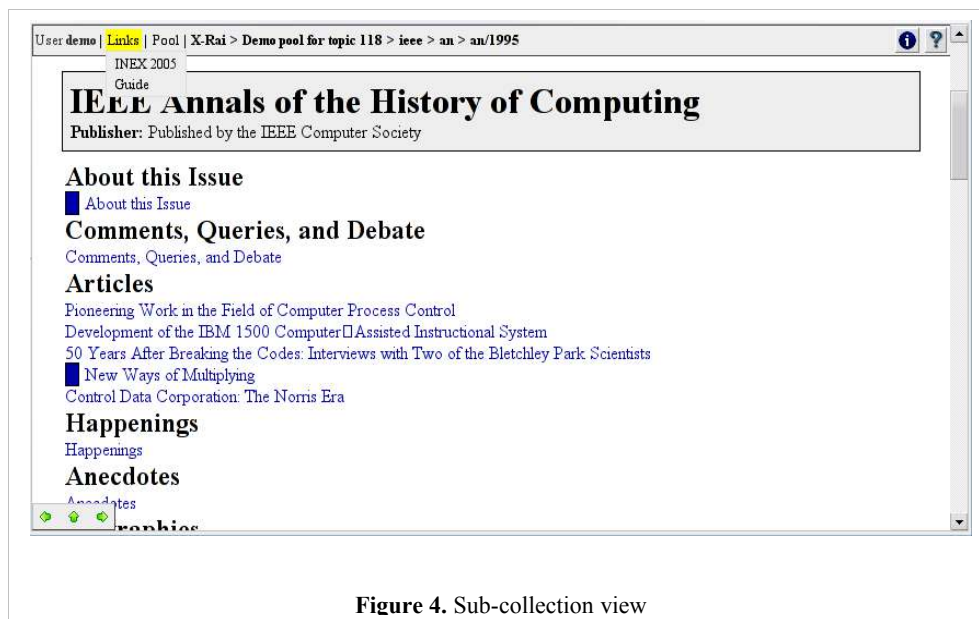 User demo | Links | Pool | X-Rai > Demo pool for topic 118 > ieee > an > an/1995
INEX 2005
Guide
IEEE Annals of the History of Computing
Publisher: Published by the IEEE Computer Society
About this Issue
About this Issue
Comments, Queries, and Debate
Comments, Queries, and Debate
Articles
Pioneering Work in the Field of Computer Process Control
Development of the IBM 1500 Computer□Assisted Instructional System
50 Years After Breaking the Codes: Interviews with Two of the Bletchley Park Scientists
New Ways of Multiplying
Control Data Corporation: The Norris Era
Happenings
Happenings
Anecdotes
Anecdotes
raphies
Figure 4. Sub-collection view